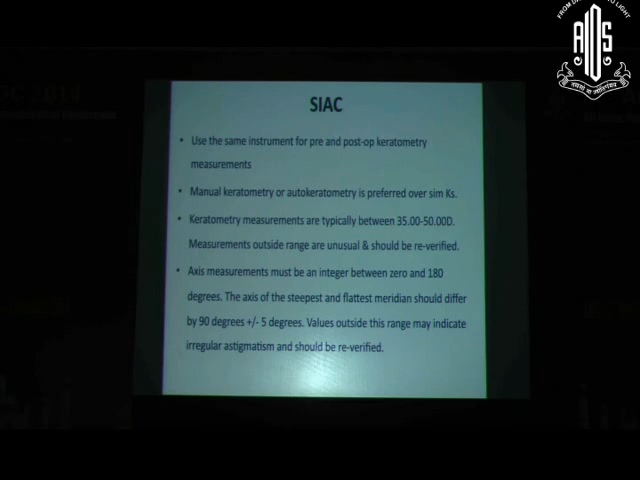 AIOS
SIAC
• Use the same instrument for pre and post-op keratometry
measurements
• Manual keratometry or autokeratometry is preferred over sim Ks.
• Keratometry measurements are typically between 35.00-50.00D.
Measurements outside range are unusual & should be re-verified.
• Axis measurements must be an integer between zero and 180
degrees. The axis of the steepest and flattest meridian should differ
by 90 degrees +/- 5 degrees. Values outside this range may indicate
irregular astigmatism and should be re-verified.